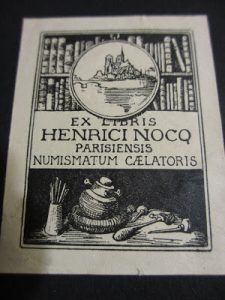 EX LIBRIS
HENRICI NOCQ
PARISIENSIS
NUMISMATUM CÆLATORIS